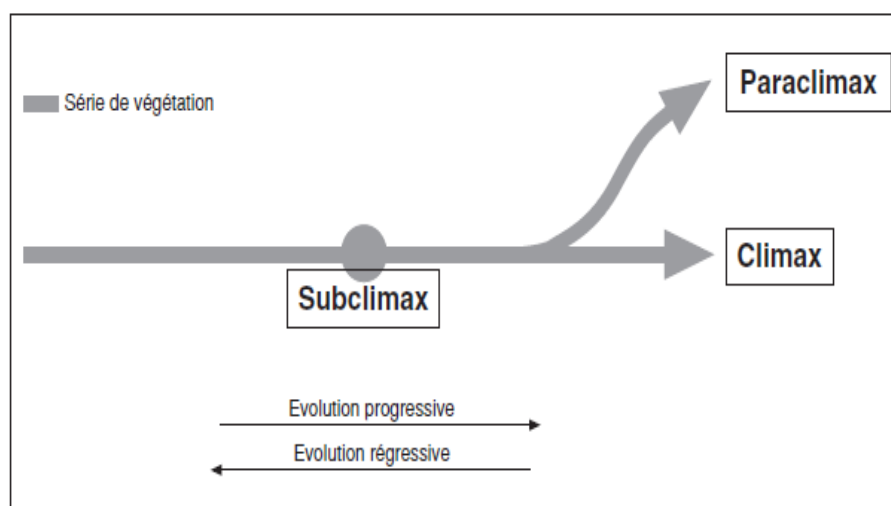 Paraclimax
Série de végétation
Climax
Subclimax
Evolution progressive
Evolution régressive